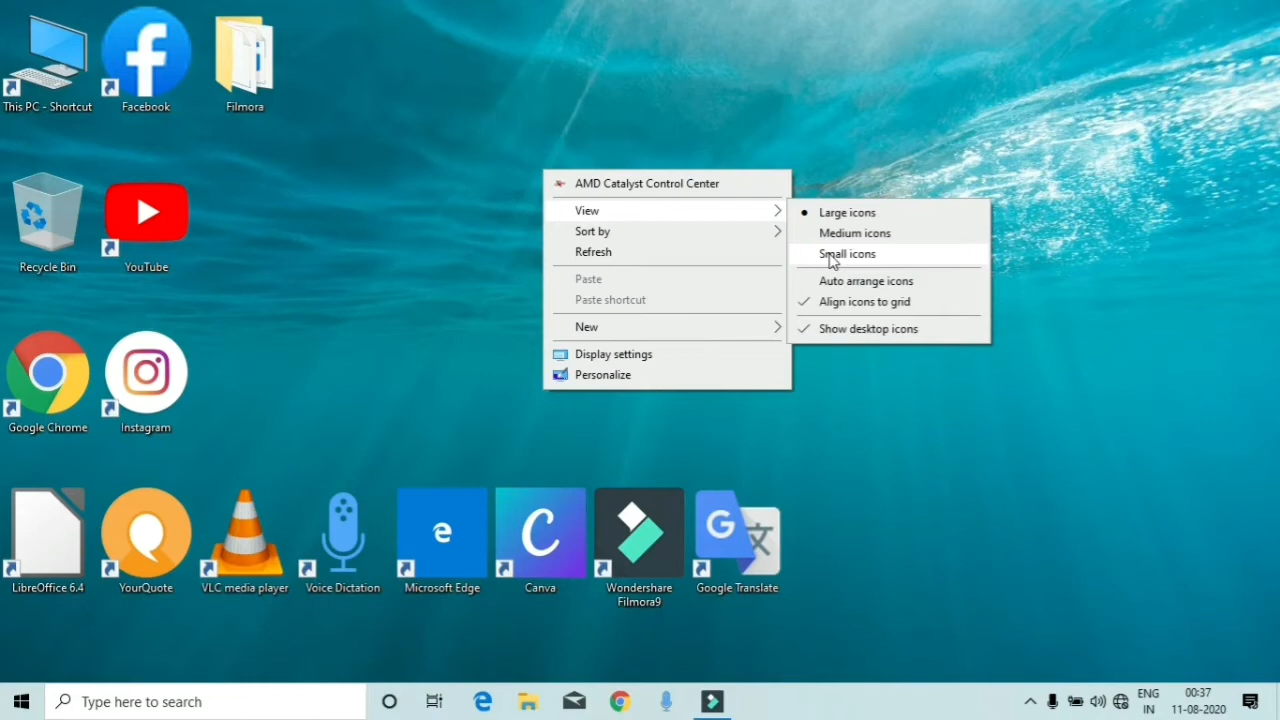 This PC - Shortcut
Facebook
Filmora
Recycle Bin
YouTube
Google Chrome
Instagram
LibreOffice 6.4
YourQuote
VLC media player
Voice Dictation
Microsoft Edge
Canva
Wondershare
Filmora9
Google Translate
AMD Catalyst Control Center
View
Sort by
Refresh
Paste
Paste shortcut
New
Display settings
Personalize
Large icons
Medium icons
Small icons
Auto arrange icons
Align icons to grid
Show desktop icons
Type here to search
ENG
IN
00:37
11-08-2020